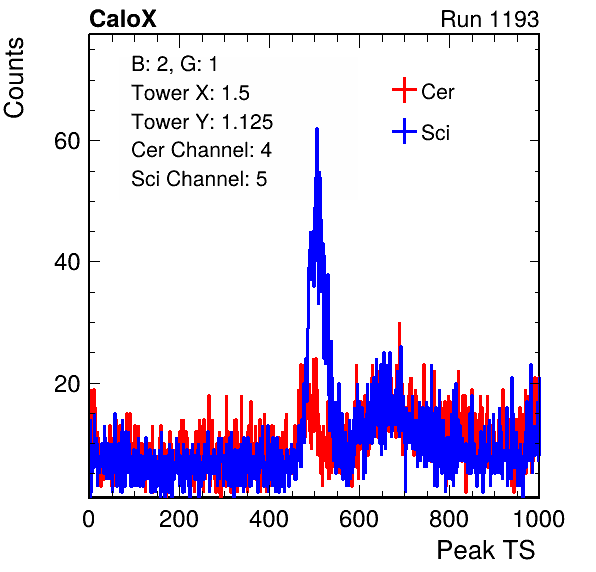 CaloX Run 1193
Counts
B: 2, G: 1
Tower X: 1.5
Tower Y: 1.125
Cer Channel: 4
Sci Channel: 5
Cer
Sci
60
40
20
0 200 400 600 800 1000
Peak TS